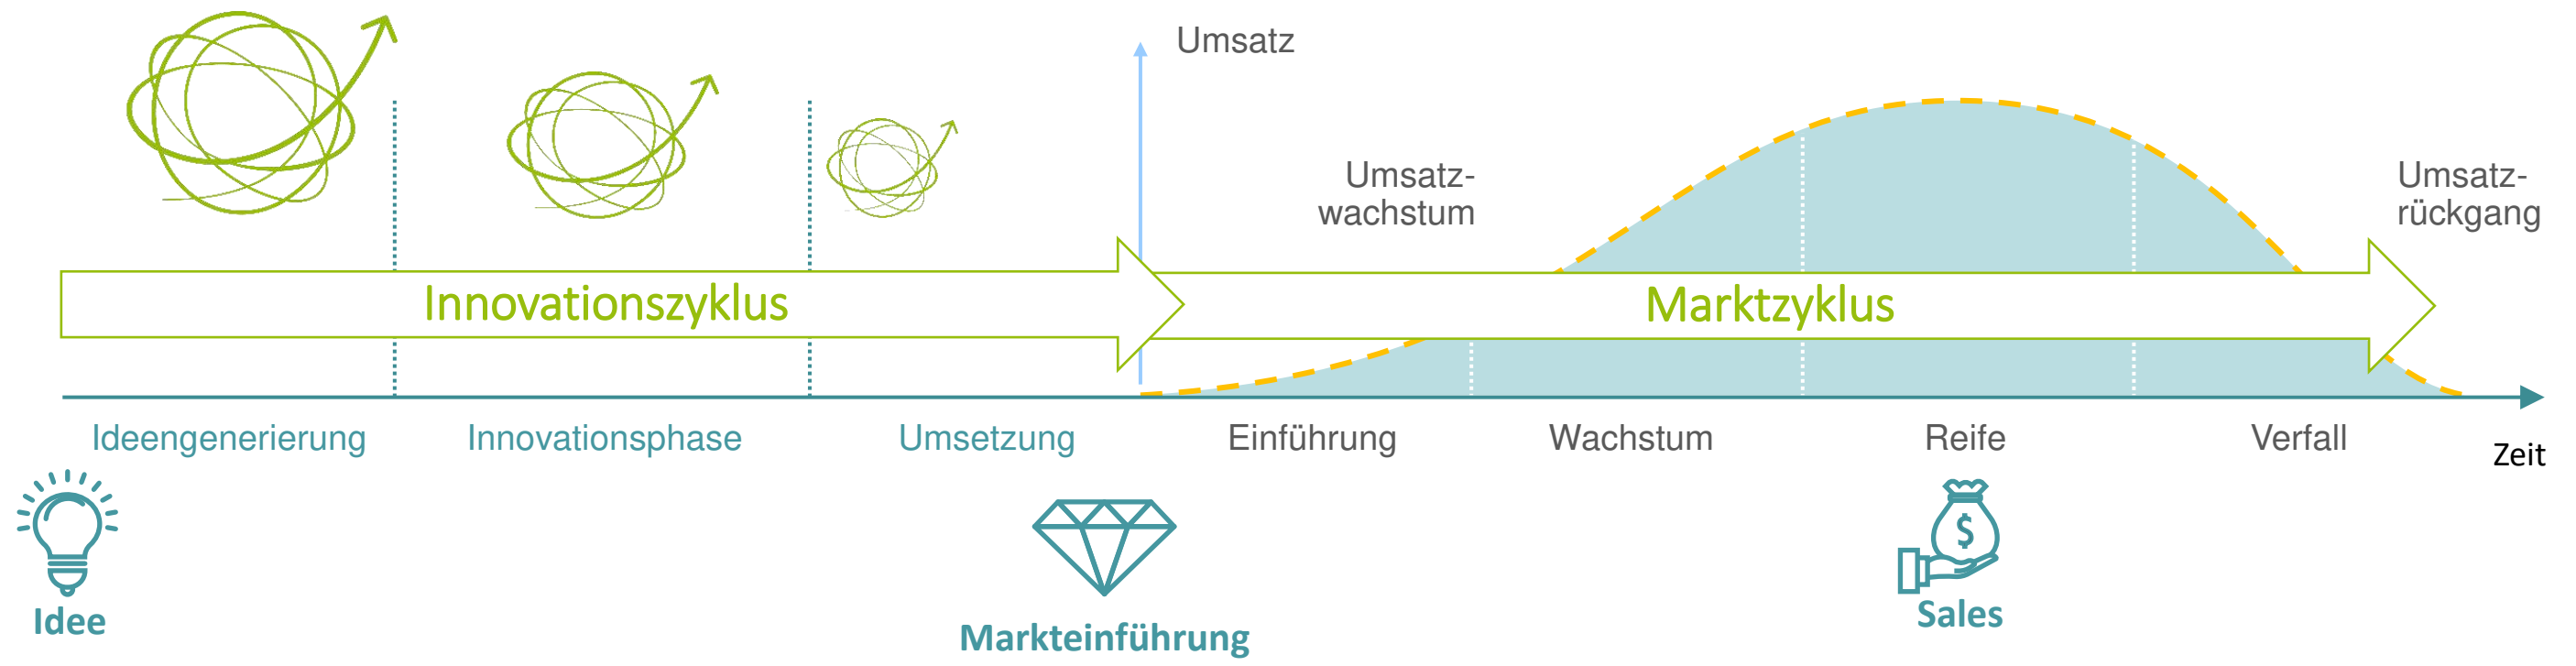 Umsatz
Umsatz-
wachstum
Umsatz-
rückgang
Innovationszyklus
Marktzyklus
Ideengenerierung
Innovationsphase
Umsetzung
Einführung
Wachstum
Reife
Verfall
Zeit
$
Idee
Markteinführung
Sales